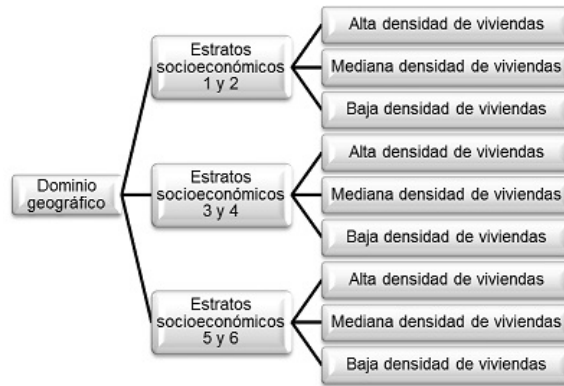 Dominio
geográfico
Estratos
socioeconómicos
1 y 2
Alta densidad de viviendas
Mediana densidad de viviendas
Baja densidad de viviendas
Estratos
socioeconómicos
3 y 4
Alta densidad de viviendas
Mediana densidad de viviendas
Baja densidad de viviendas
Estratos
socioeconómicos
5 y 6
Alta densidad de viviendas
Mediana densidad de viviendas
Baja densidad de viviendas